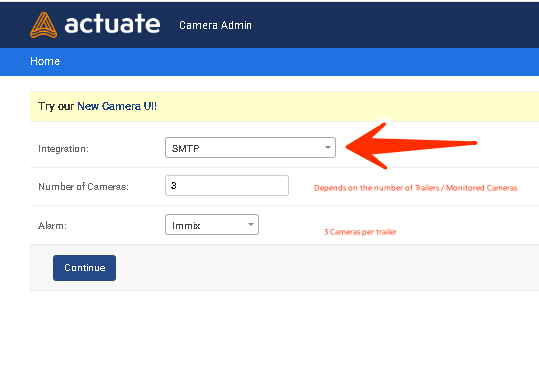 actuate Camera Admin
Home
Try our New Camera UI!
Integration: SMTP
Number of Cameras: 3 Depends on the number of Trailers / Monitored Cameras
Alarm: Immix 3 Cameras per trailer
Continue